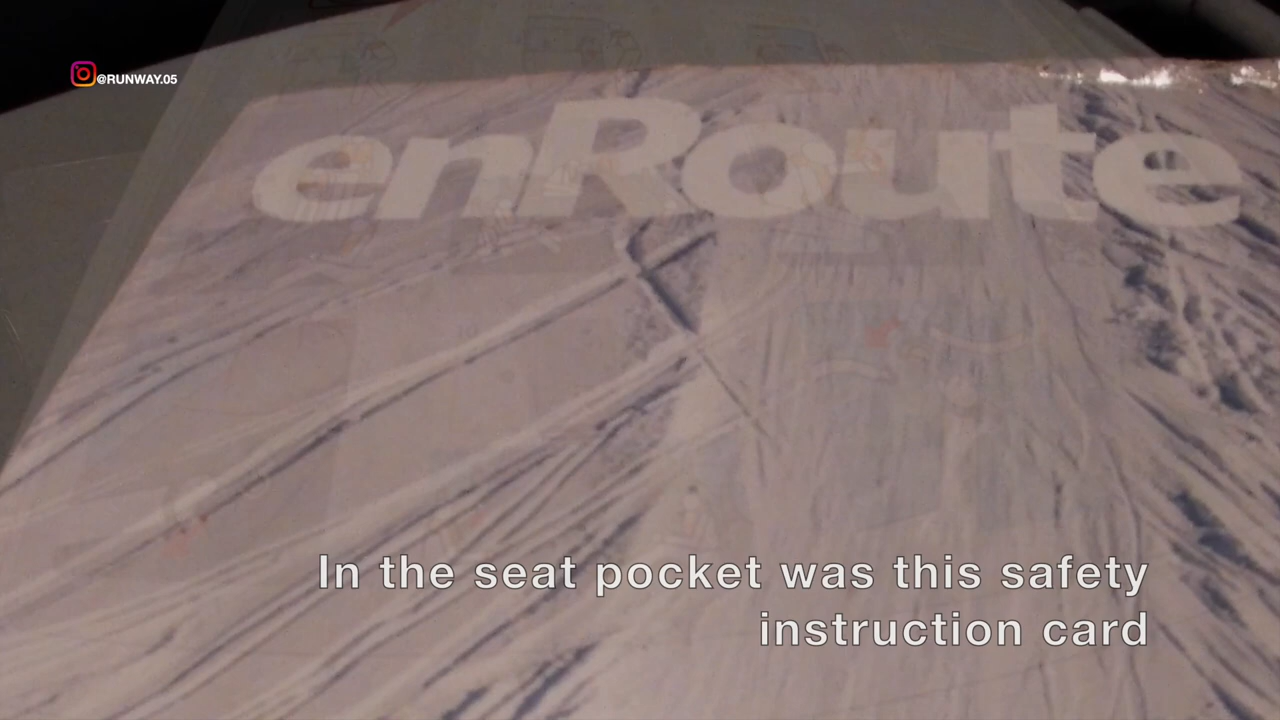 @RUNWAY.05
enRoute
In the seat pocket was this safety
instruction card